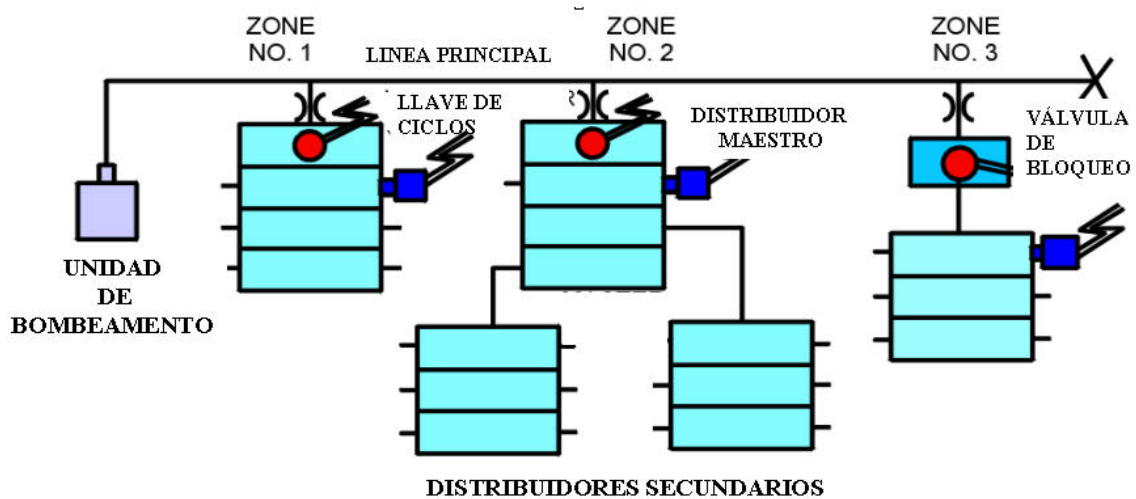 ZONE
NO. 1
LINEA PRINCIPAL
ZONE
NO. 2
ZONE
NO. 3
LLAVE DE
CICLOS
DISTRIBUIDOR
MAESTRO
VÁLVULA
DE
BLOQUEO
UNIDAD
DE
BOMBEAMENTO
DISTRIBUIDORES SECUNDARIOS